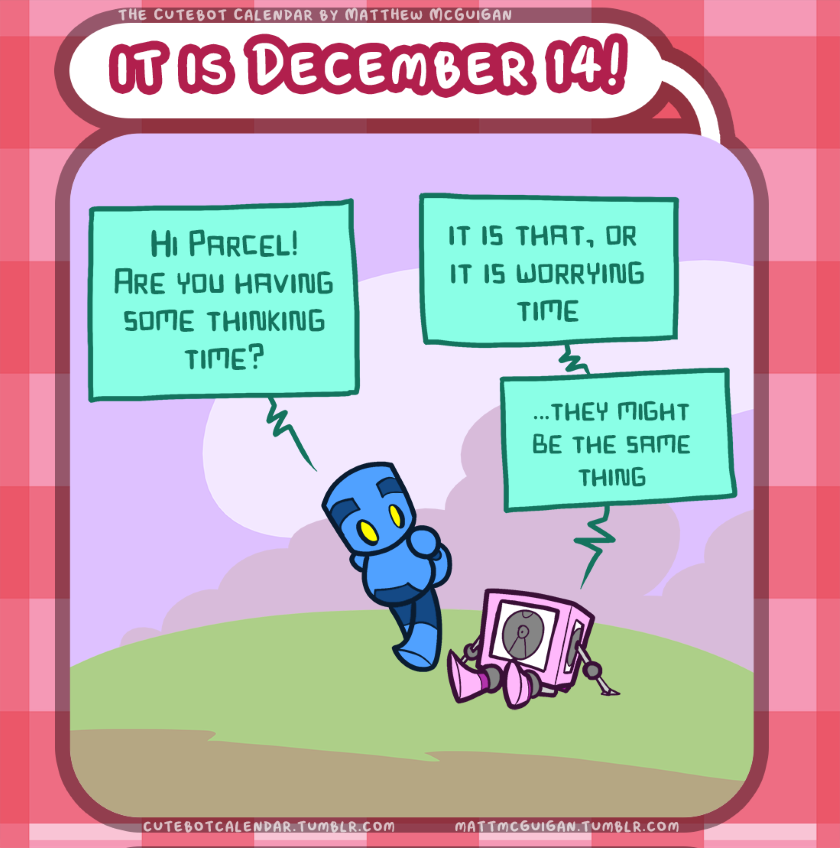 THE CUTEBOT CALENDAR BY MATTHEW MCGUIGAN
IT IS DECEMBER 14!
HI PARCEL!
ARE YOU HAVING
SOME THINKING
TIME?
IT IS THAT, OR
IT IS WORRYING
TIME
...THEY MIGHT
BE THE SAME
THING
CUTEBOTCALENDAR.TUMBLR.COM
MATTMCGUIGAN.TUMBLR.COM